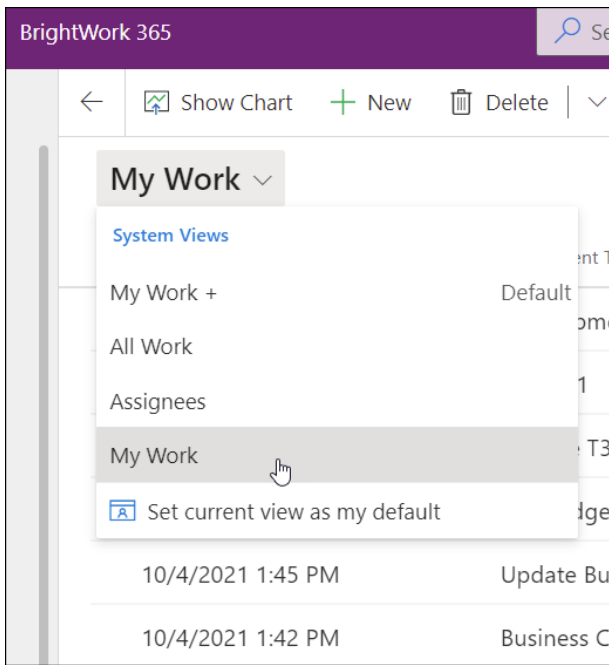 BrightWork 365
Show Chart New Delete
My Work
System Views
My Work + Default
All Work
Assignees
My Work
Set current view as my default
10/4/2021 1:45 PM Update
10/4/2021 1:42 PM Business